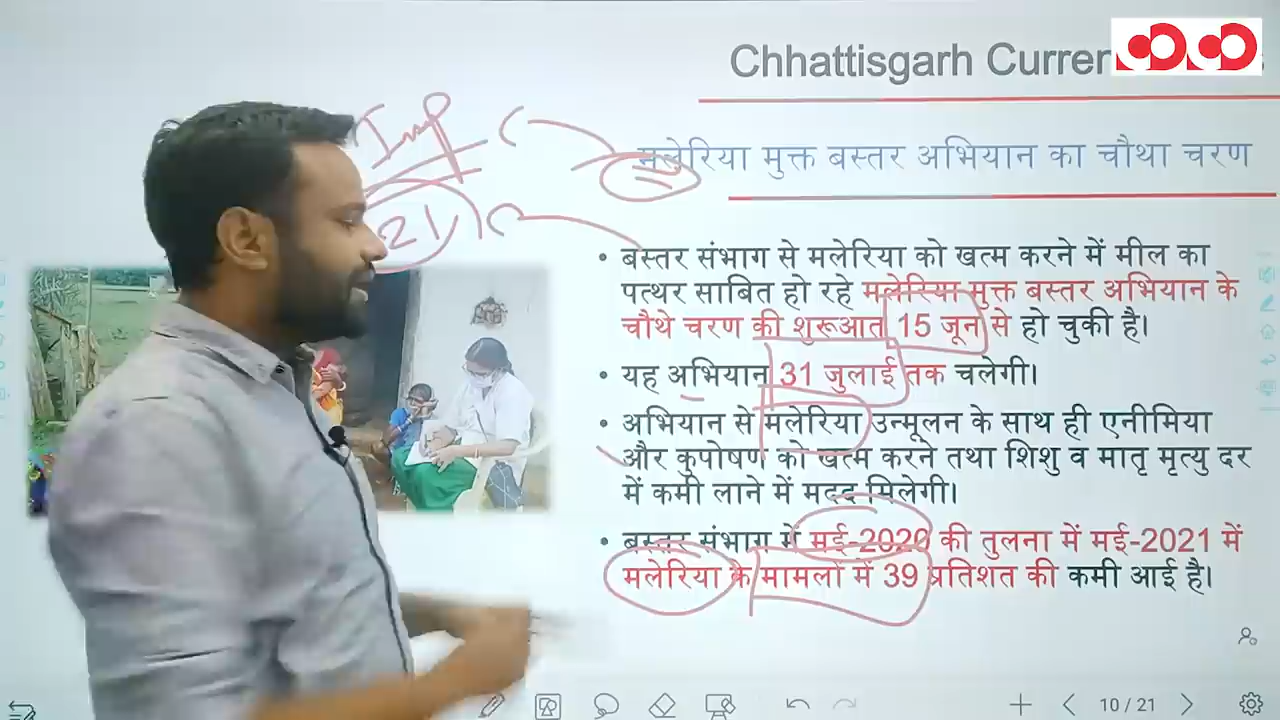 Chhattisgarh Curren
Imp
21
मलेरिया मुक्त बस्तर अभियान का चौथा चरण
• बस्तर संभाग से मलेरिया को खत्म करने में मील का
पत्थर साबित हो रहे मलेरिया मुक्त बस्तर अभियान के
चौथे चरण की शुरूआत 15 जून से हो चुकी है।
• यह अभियान 31 जुलाई तक चलेगी।
• अभियान से मलेरिया उन्मूलन के साथ ही एनीमिया
और कुपोषण को खत्म करने तथा शिशु व मातृ मृत्यु दर
में कमी लाने में मदद मिलेगी।
• बस्तर संभाग में मई-2020 की तुलना में मई-2021 में
मलेरिया के मामलों में 39 प्रतिशत की कमी आई है।
10 / 21